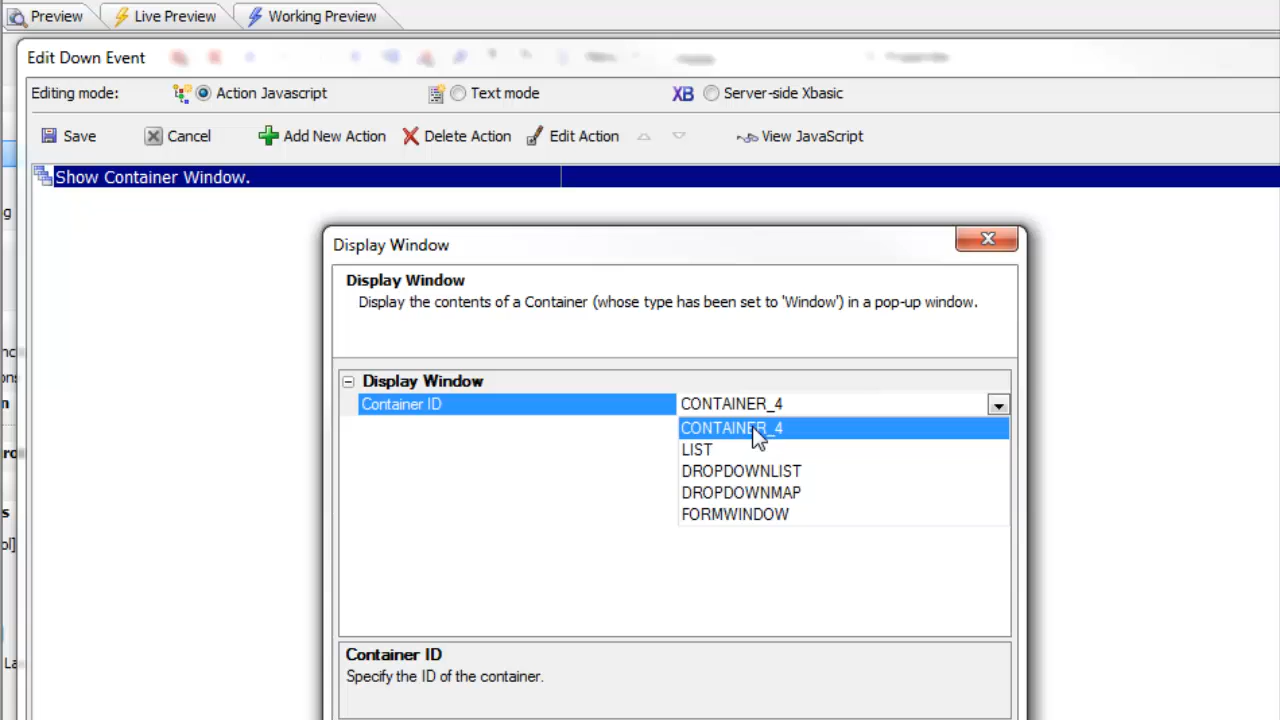 Preview Live Preview Working Preview
Edit Down Event
Editing mode: Action Javascript Text mode XB Server-side Xbasic
Save Cancel Add New Action Delete Action Edit Action View JavaScript
Show Container Window.
Display Window
Display Window
Display the contents of a Container (whose type has been set to 'Window') in a pop-up window.
Display Window
Container ID CONTAINER_4
CONTAINER_4
LIST
DROPDOWNLIST
DROPDOWNMAP
FORMWINDOW
Container ID
Specify the ID of the container.